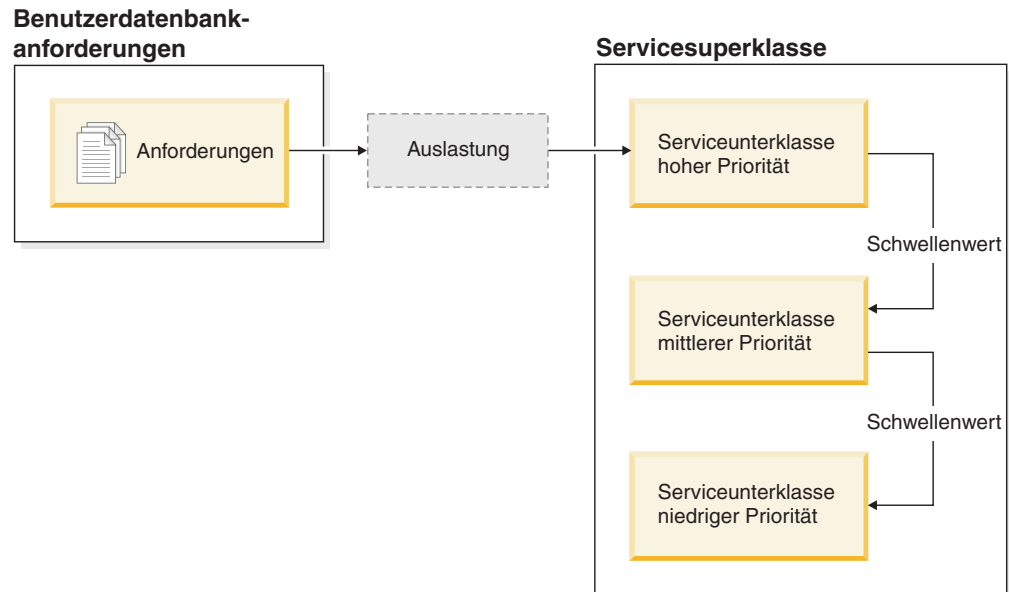 Benutzerdatenbank-
anforderungen
Servicesuperklasse
Anforderungen
Auslastung
Serviceunterklasse
hoher Priorität
Schwellenwert
Serviceunterklasse
mittlerer Priorität
Schwellenwert
Serviceunterklasse
niedriger Priorität